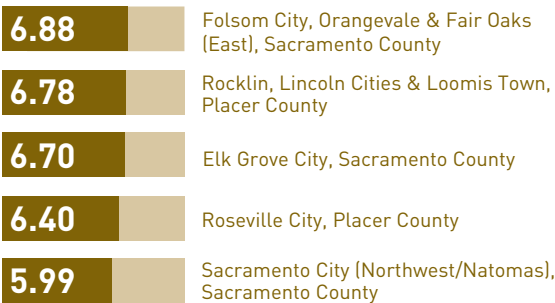 6.88
Folsom City, Orangevale & Fair Oaks
(East), Sacramento County
6.78
Rocklin, Lincoln Cities & Loomis Town,
Placer County
6.70
Elk Grove City, Sacramento County
6.40
Roseville City, Placer County
5.99
Sacramento City (Northwest/Natomas),
Sacramento County